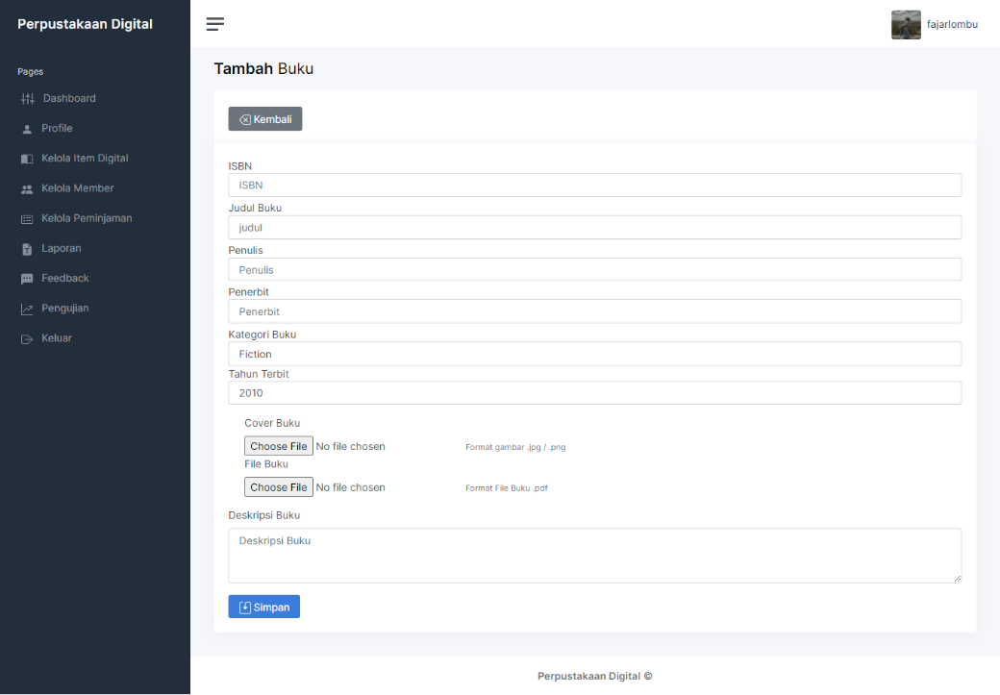 Perpustakaan Digital
fajarlombu
Pages
Dashboard
Profile
Kelola Item Digital
Kelola Member
Kelola Peminjaman
Laporan
Feedback
Pengujian
Keluar
Tambah Buku
Kembali
ISBN
ISBN
Judul Buku
judul
Penulis
Penulis
Penerbit
Penerbit
Kategori Buku
Fiction
Tahun Terbit
2010
Cover Buku
Choose File No file chosen Format gambar .jpg / .png
File Buku
Choose File No file chosen Format File Buku .pdf
Deskripsi Buku
Deskripsi Buku
Simpan
Perpustakaan Digital ©